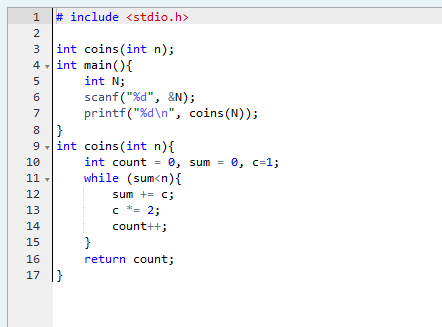 1 # include <stdio.h>
2
3 int coins(int n);
4 int main(){
5     int N;
6     scanf("%d", &N);
7     printf("%d\n", coins(N));
8 }
9 int coins(int n){
10     int count = 0, sum = 0, c=1;
11     while (sum<n){
12         sum += c;
13         c *= 2;
14         count++;
15     }
16     return count;
17 }